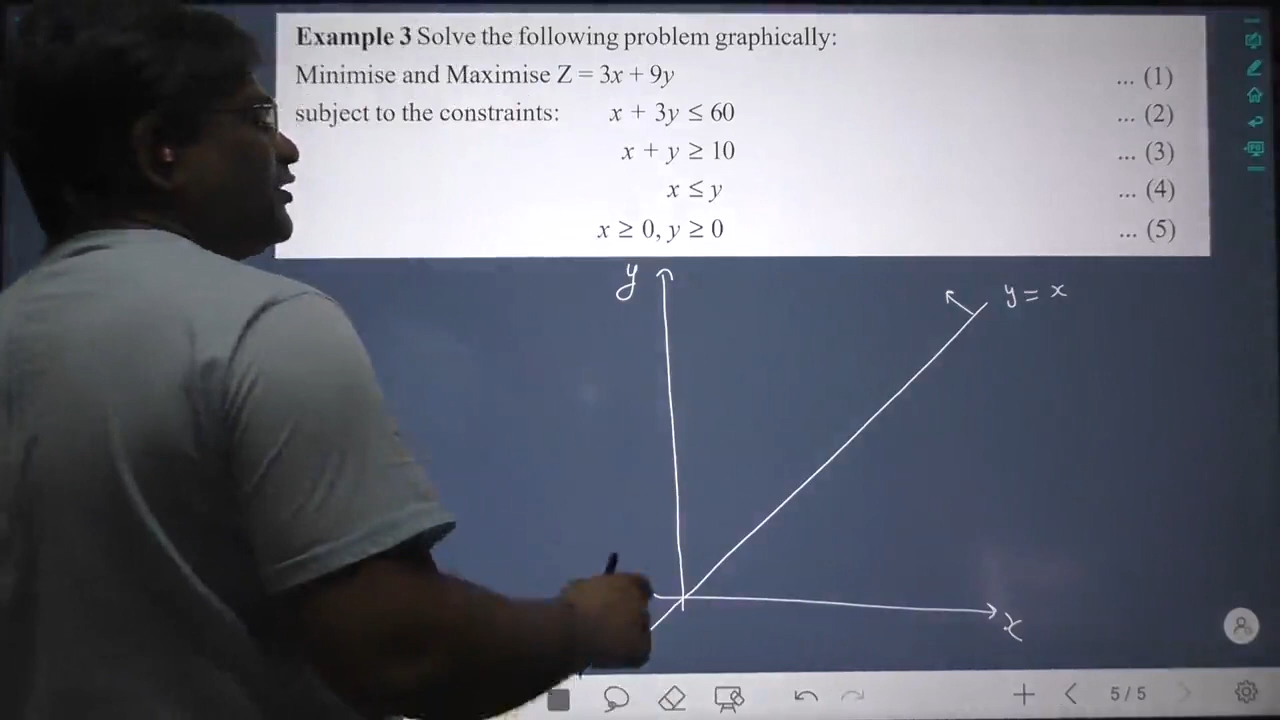 Example 3 Solve the following problem graphically:
Minimise and Maximise Z = 3x + 9y ... (1)
subject to the constraints: x + 3y ≤ 60 ... (2)
x + y ≥ 10 ... (3)
x ≤ y ... (4)
x ≥ 0, y ≥ 0 ... (5)
y
y = x
x
5 / 5